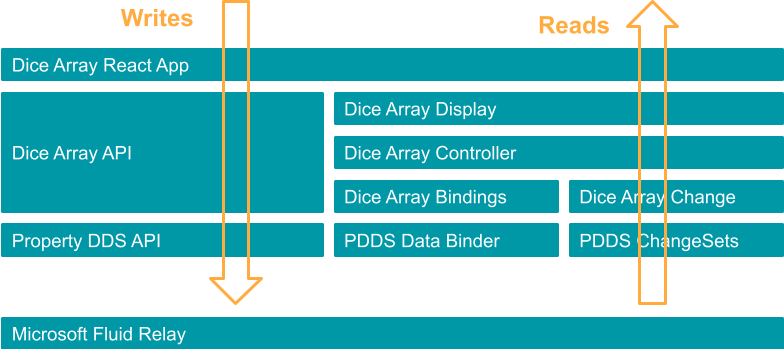 Writes
Reads
Dice Array React App
Dice Array API
Dice Array Display
Dice Array Controller
Dice Array Bindings
Dice Array Change
Property DDS API
PDDS Data Binder
PDDS ChangeSets
Microsoft Fluid Relay